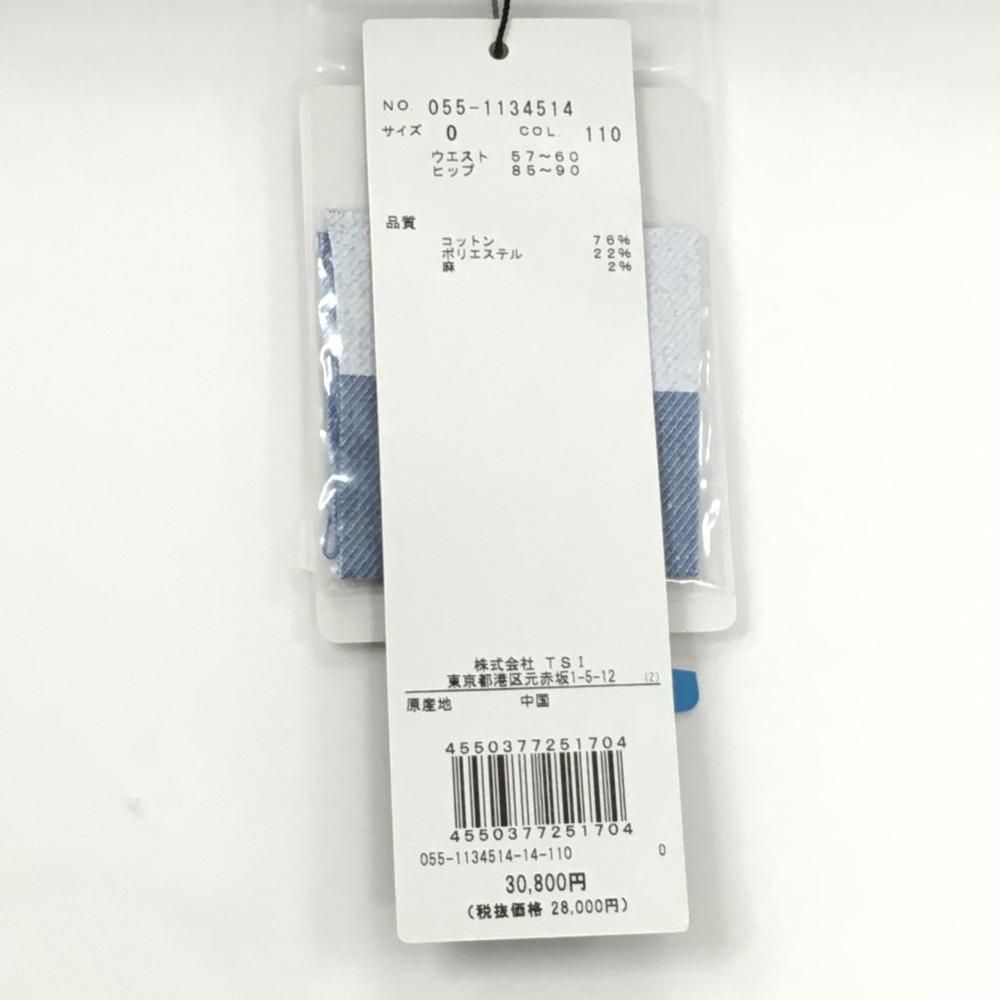 NO. 055-1134514
サイズ 0 COL. 110
ウエスト 57～60
ヒップ 85～90
品質
コットン 76%
ポリエステル 22%
麻 2%
株式会社 TSI
東京都港区元赤坂1-5-12 (2)
原産地 中国
4550377251704
4550377251704
055-1134514-14-110 0
30,800円
(税抜価格 28,000円)